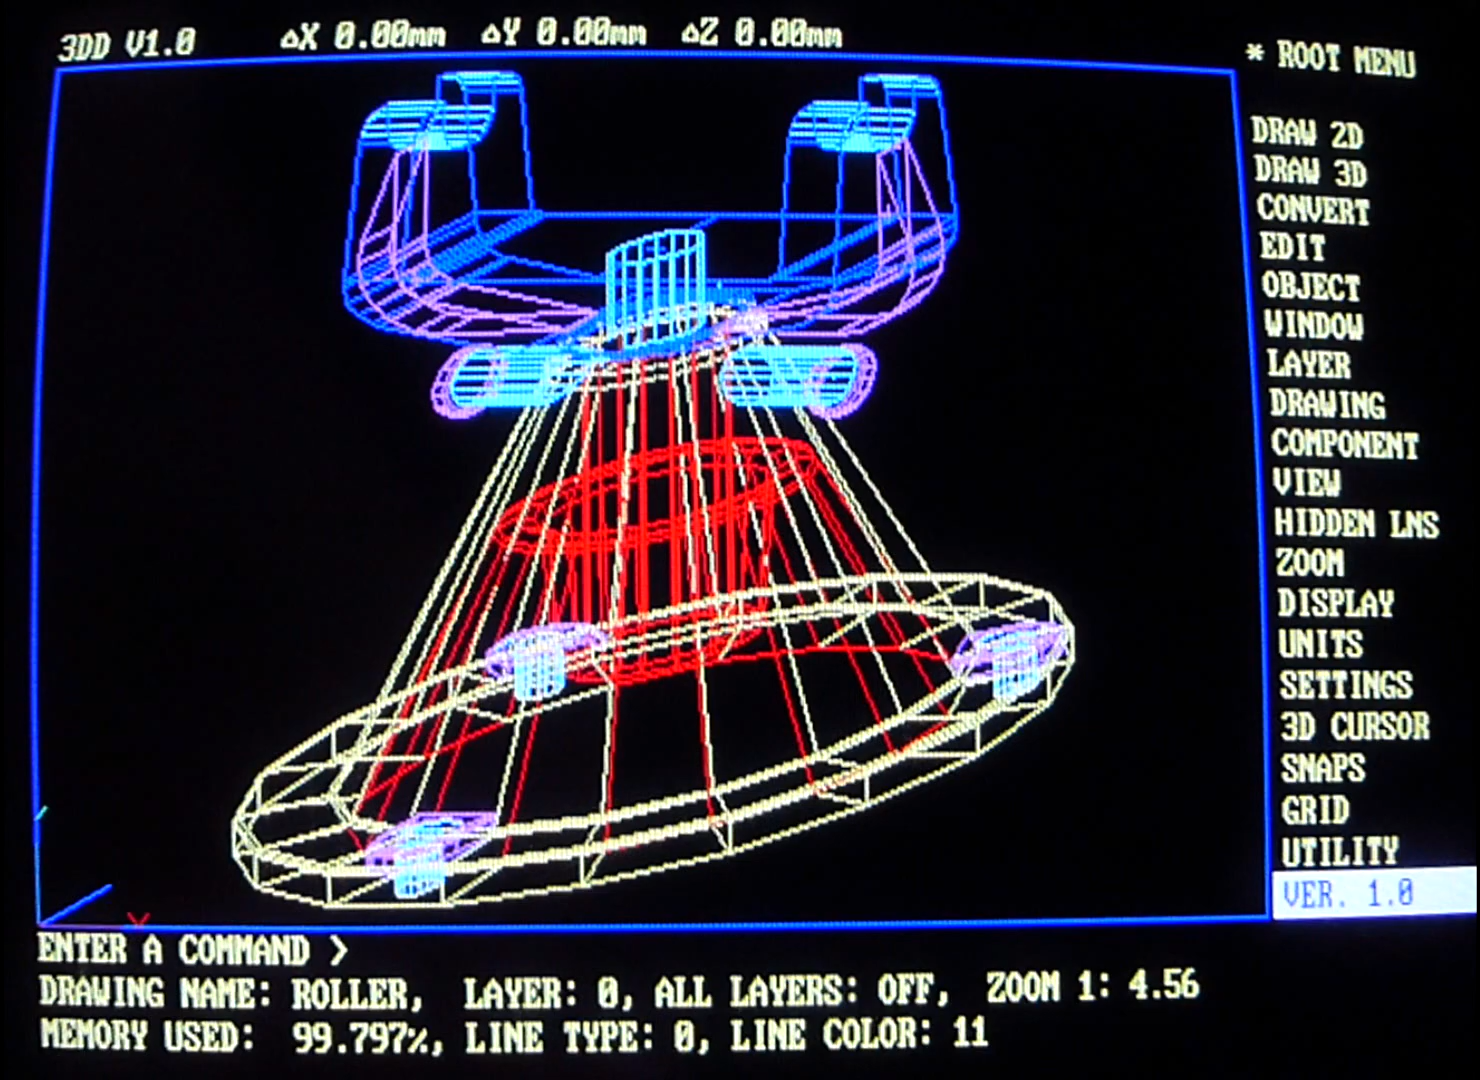 3DD V1.0 ΔX 0.00mm ΔY 0.00mm ΔZ 0.00mm
* ROOT MENU
DRAW 2D
DRAW 3D
CONVERT
EDIT
OBJECT
WINDOW
LAYER
DRAWING
COMPONENT
VIEW
HIDDEN LNS
ZOOM
DISPLAY
UNITS
SETTINGS
3D CURSOR
SNAPS
GRID
UTILITY
VER. 1.0
X
ENTER A COMMAND >
DRAWING NAME: ROLLER, LAYER: 0, ALL LAYERS: OFF, ZOOM 1: 4.56
MEMORY USED: 99.797%, LINE TYPE: 0, LINE COLOR: 11